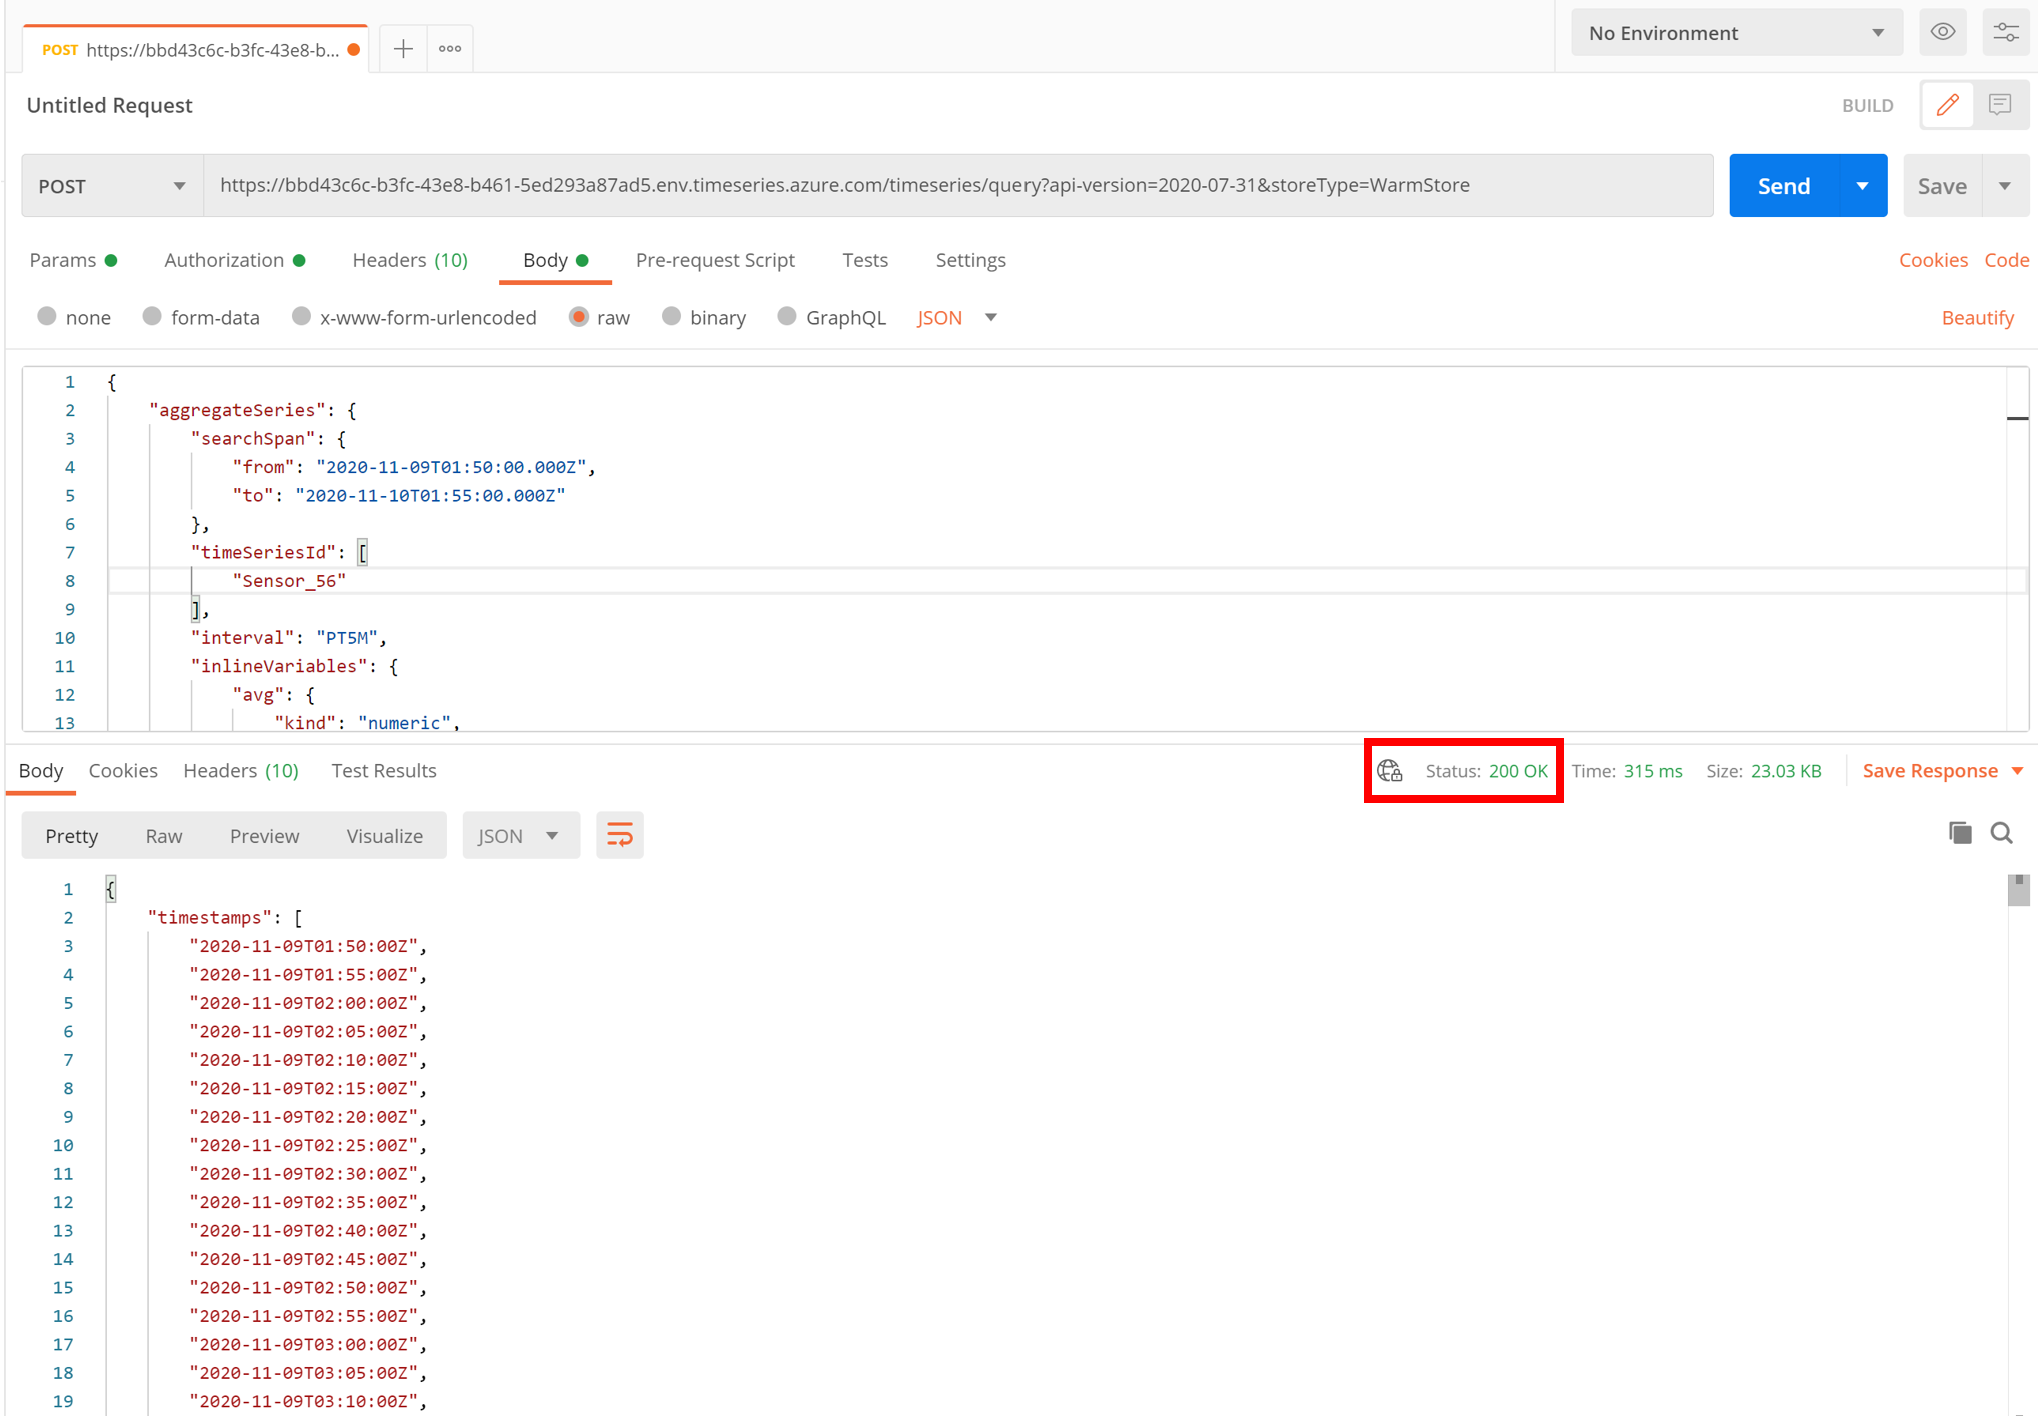 POST https://bbd43c6c-b3fc-43e8-b...
No Environment
Untitled Request
BUILD
POST https://bbd43c6c-b3fc-43e8-b461-5ed293a87ad5.env.timeseries.azure.com/timeseries/query?api-version=2020-07-31&storeType=WarmStore Send Save
Params Authorization Headers (10) Body Pre-request Script Tests Settings Cookies Code
none form-data x-www-form-urlencoded raw binary GraphQL JSON Beautify
1 {
2 "aggregateSeries": {
3 "searchSpan": {
4 "from": "2020-11-09T01:50:00.000Z",
5 "to": "2020-11-10T01:55:00.000Z"
6 },
7 "timeSeriesId": [
8 "Sensor_56"
9 ],
10 "interval": "PT5M",
11 "inlineVariables": {
12 "avg": {
13 "kind": "numeric",
Body Cookies Headers (10) Test Results Status: 200 OK Time: 315 ms Size: 23.03 KB Save Response
Pretty Raw Preview Visualize JSON
1 {
2 "timestamps": [
3 "2020-11-09T01:50:00Z",
4 "2020-11-09T01:55:00Z",
5 "2020-11-09T02:00:00Z",
6 "2020-11-09T02:05:00Z",
7 "2020-11-09T02:10:00Z",
8 "2020-11-09T02:15:00Z",
9 "2020-11-09T02:20:00Z",
10 "2020-11-09T02:25:00Z",
11 "2020-11-09T02:30:00Z",
12 "2020-11-09T02:35:00Z",
13 "2020-11-09T02:40:00Z",
14 "2020-11-09T02:45:00Z",
15 "2020-11-09T02:50:00Z",
16 "2020-11-09T02:55:00Z",
17 "2020-11-09T03:00:00Z",
18 "2020-11-09T03:05:00Z",
19 "2020-11-09T03:10:00Z",